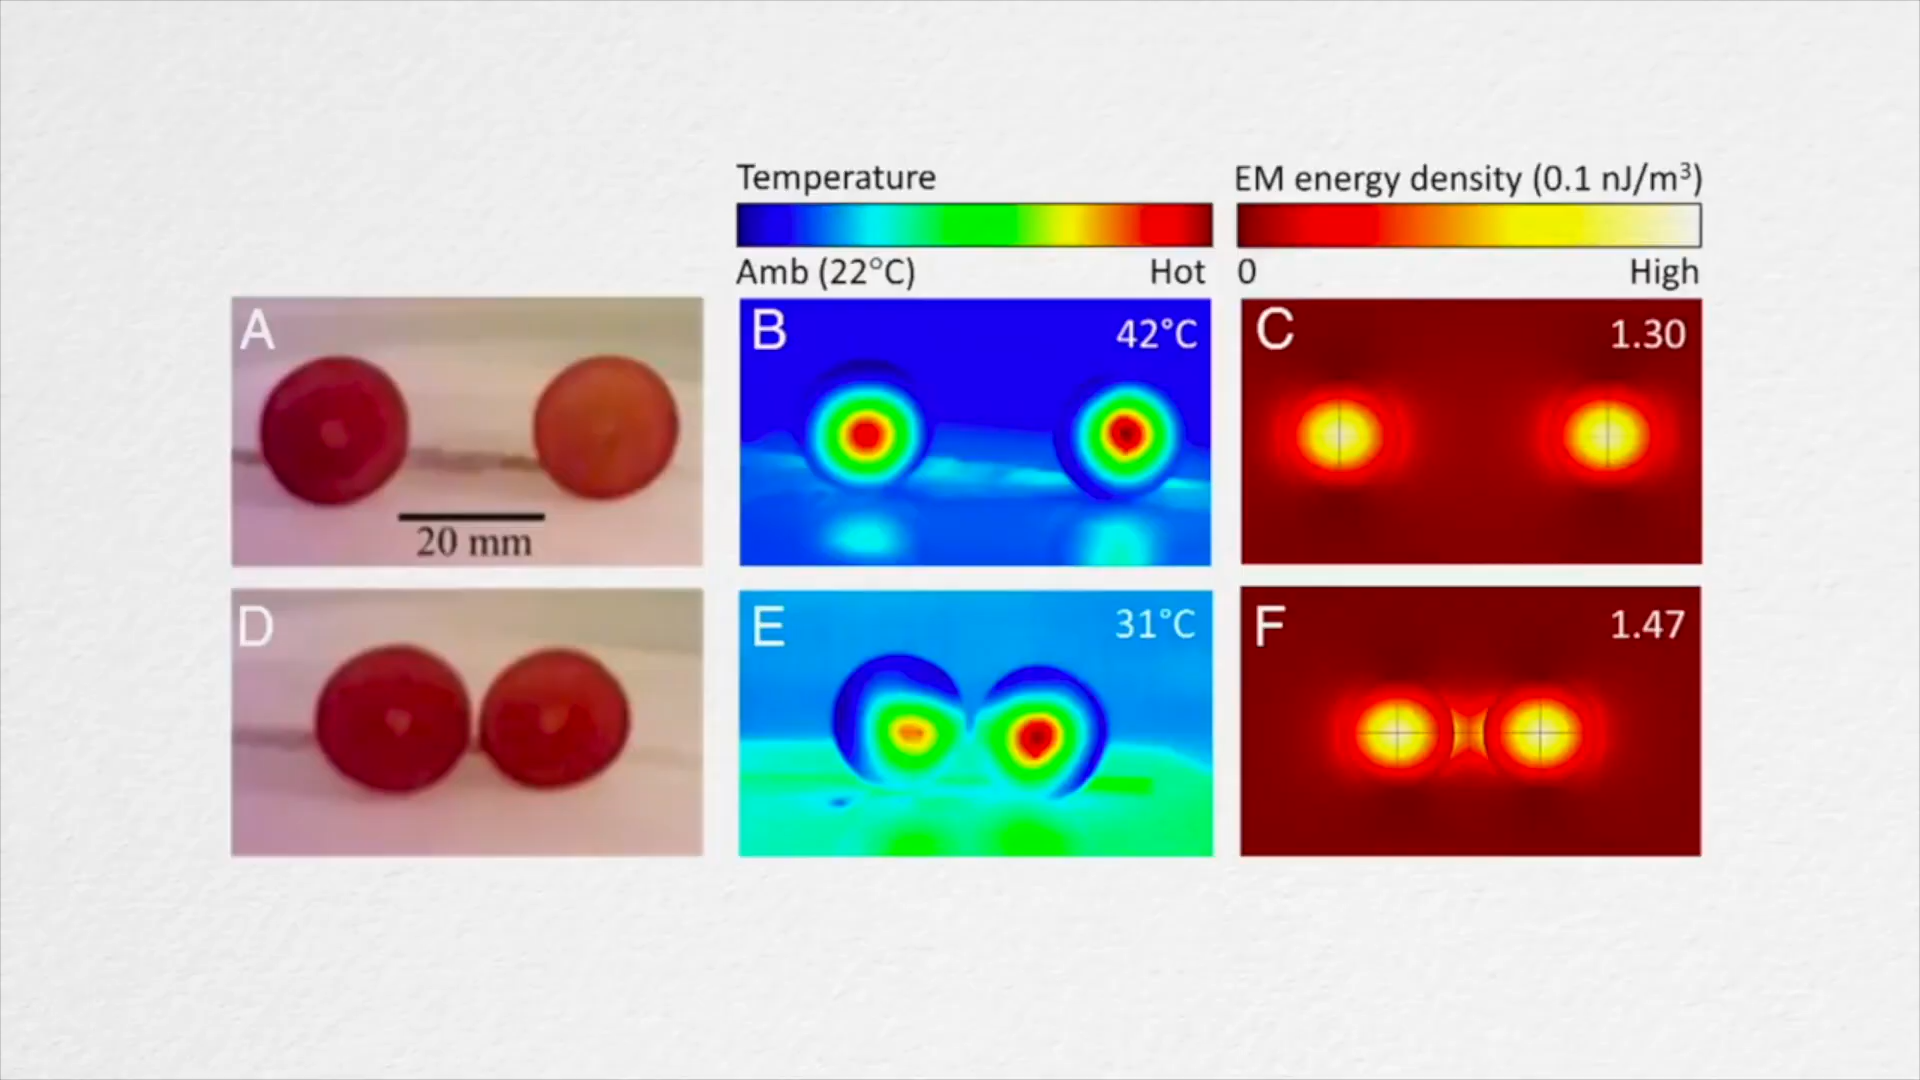 Temperature
EM energy density (0.1 nJ/m³)
Amb (22°C)
Hot
0
High
A
20 mm
B
42°C
C
1.30
D
E
31°C
F
1.47